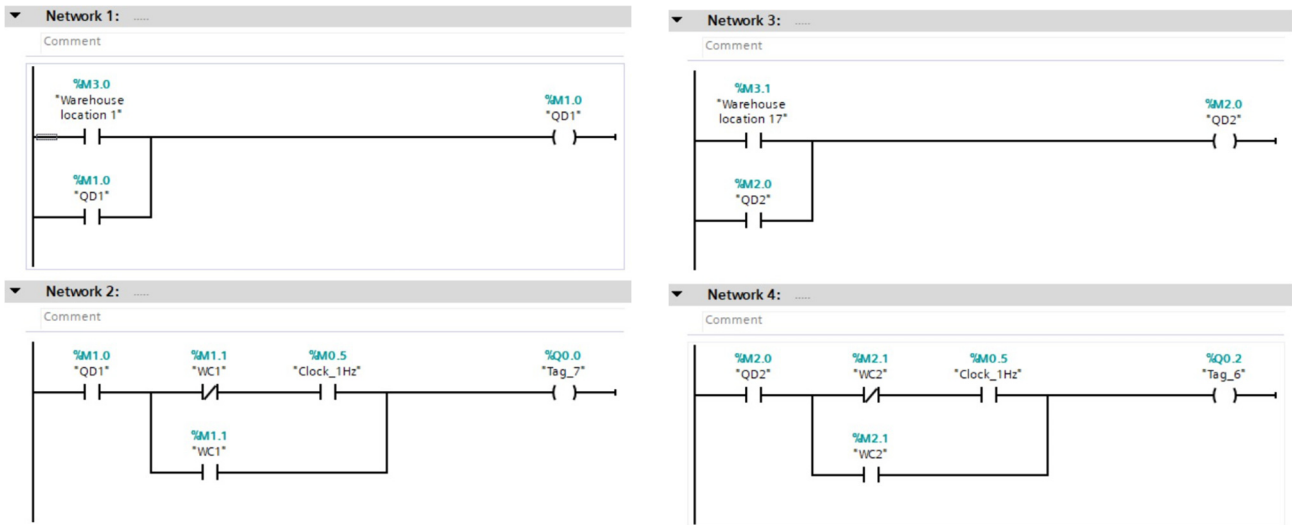 Network 1: .....
Comment
%M3.0
"Warehouse
location 1"
%M1.0
"QD1"
%M1.0
"QD1"
Network 2: .....
Comment
%M1.0
"QD1"
%M1.1
"WC1"
%M0.5
"Clock_1Hz"
%Q0.0
"Tag_7"
%M1.1
"WC1"
Network 3: .....
Comment
%M3.1
"Warehouse
location 17"
%M2.0
"QD2"
%M2.0
"QD2"
Network 4: .....
Comment
%M2.0
"QD2"
%M2.1
"WC2"
%M0.5
"Clock_1Hz"
%Q0.2
"Tag_6"
%M2.1
"WC2"